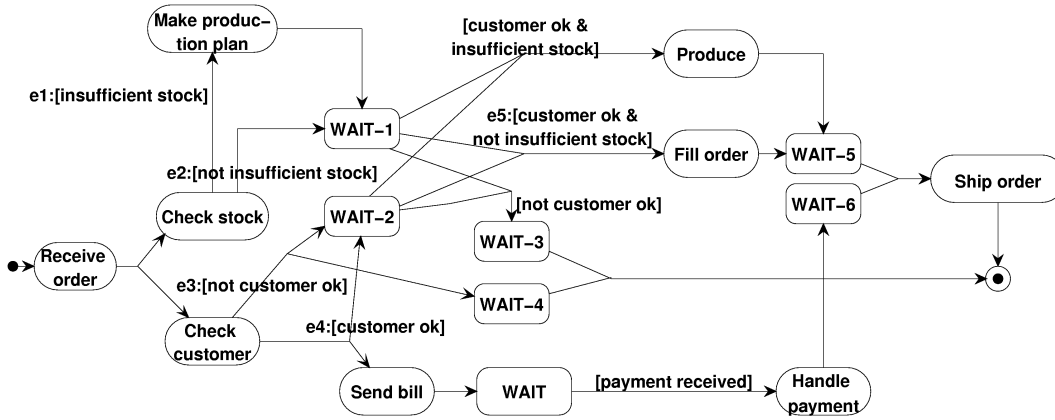 Make produc–
tion plan
[customer ok &
insufficient stock]
Produce
e1:[insufficient stock]
WAIT–1
e5:[customer ok &
not insufficient stock]
Fill order
WAIT–5
e2:[not insufficient stock]
Ship order
Check stock
WAIT–2
[not customer ok]
WAIT–6
WAIT–3
Receive
order
e3:[not customer ok]
WAIT–4
Check
customer
e4:[customer ok]
Send bill
WAIT
[payment received]
Handle
payment